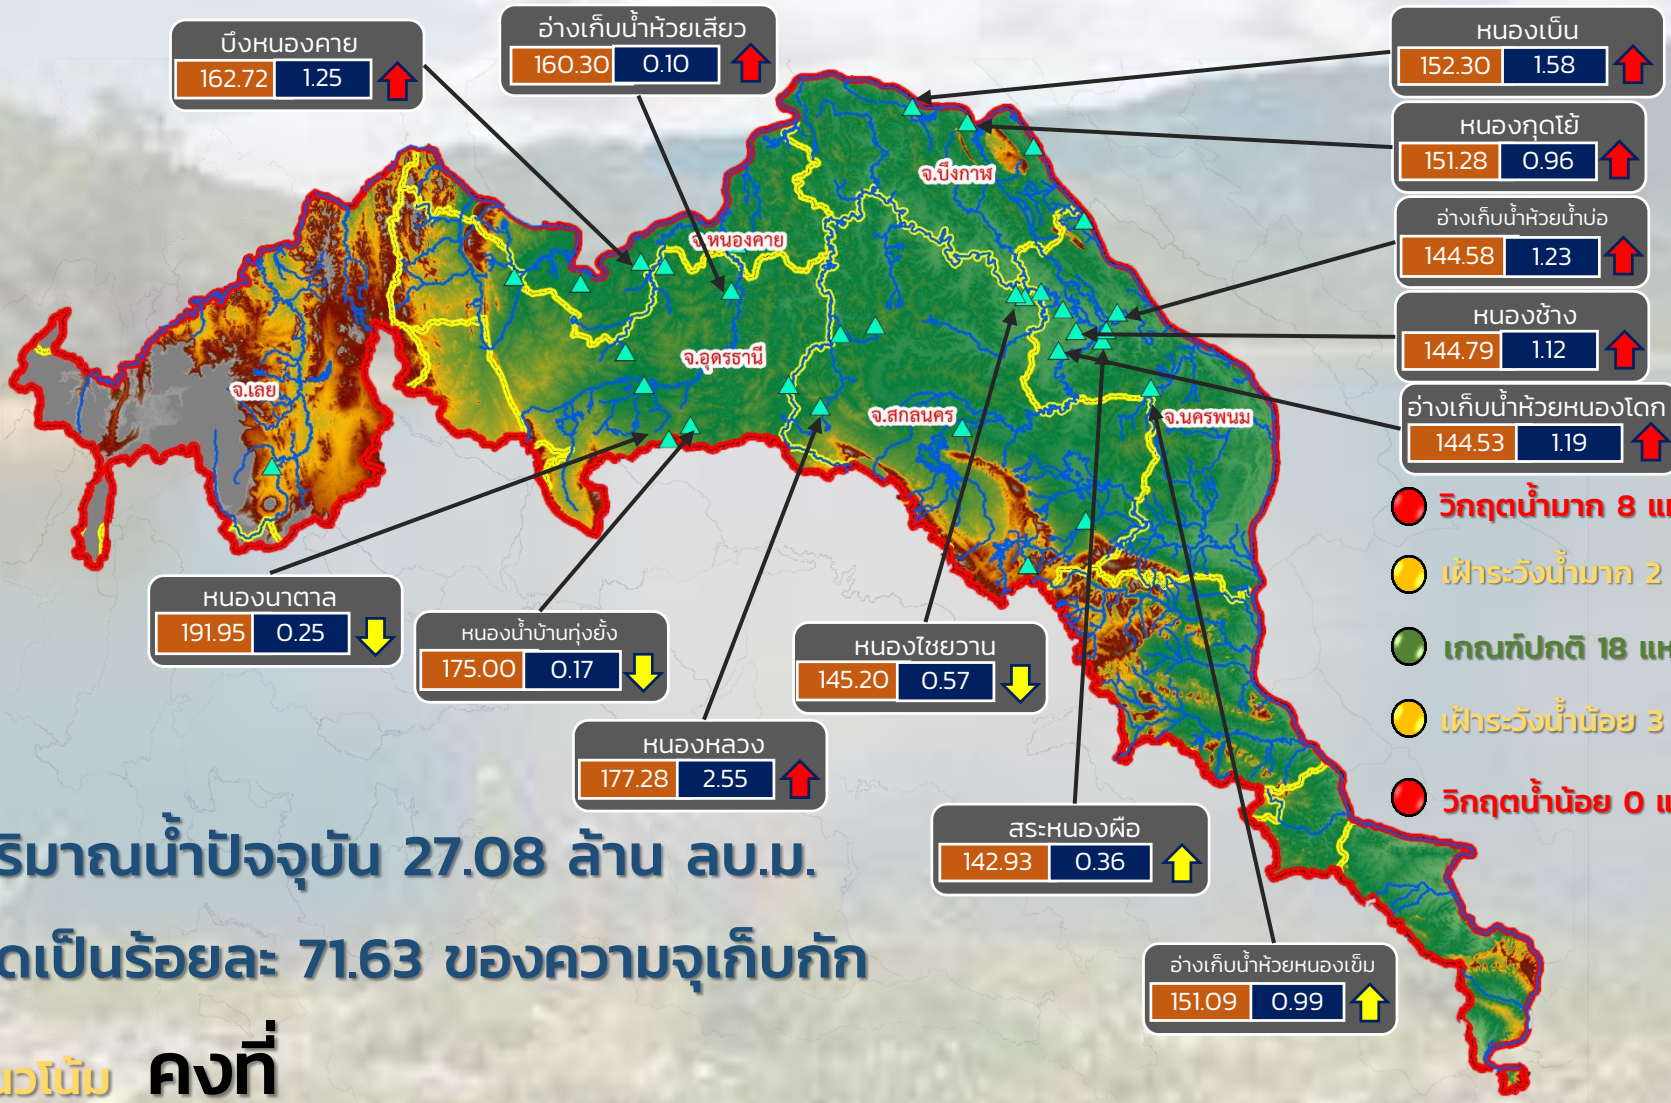 บึงหนองคาย
162.72 1.25
อ่างเก็บน้ำห้วยเสียว
160.30 0.10
หนองเบ็น
152.30 1.58
หนองกุดโย้
151.28 0.96
อ่างเก็บน้ำห้วยน้ำบ่อ
144.58 1.23
หนองช้าง
144.79 1.12
อ่างเก็บน้ำห้วยหนองโดก
144.53 1.19
จ.บึงกาฬ
จ.หนองคาย
จ.อุดรธานี
จ.เลย
จ.สกลนคร
จ.นครพนม
หนองนาตาล
191.95 0.25
หนองน้ำบ้านทุ่งยั้ง
175.00 0.17
หนองไชยวาน
145.20 0.57
หนองหลวง
177.28 2.55
สระหนองผือ
142.93 0.36
อ่างเก็บน้ำห้วยหนองเข็ม
151.09 0.99
วิกฤตน้ำมาก 8 แ
เฝ้าระวังน้ำมาก 2
เกณฑ์ปกติ 18 แห
เฝ้าระวังน้ำน้อย 3
วิกฤตน้ำน้อย 0 แ
ริมาณน้ำปัจจุบัน 27.08 ล้าน ลบ.ม.
ดเป็นร้อยละ 71.63 ของความจุเก็บกัก
นวโน้ม คงที่